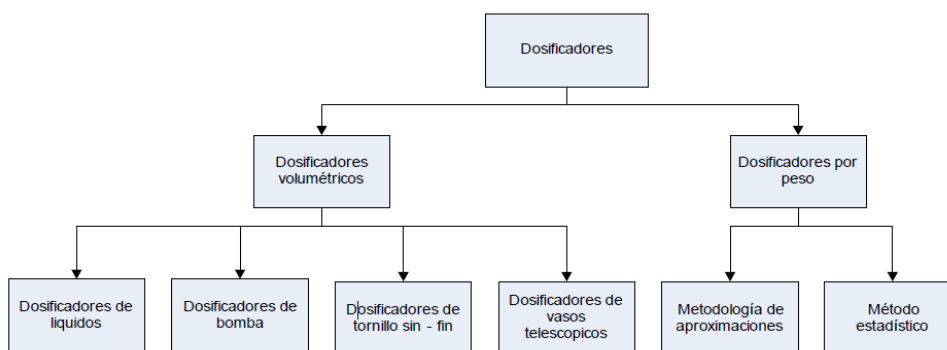 Dosificadores
Dosificadores
volumétricos
Dosificadores por
peso
Dosificadores de
liquidos
Dosificadores de
bomba
Dosificadores de
tornillo sin - fin
Dosificadores de
vasos
telescopicos
Metodología de
aproximaciones
Método
estadístico